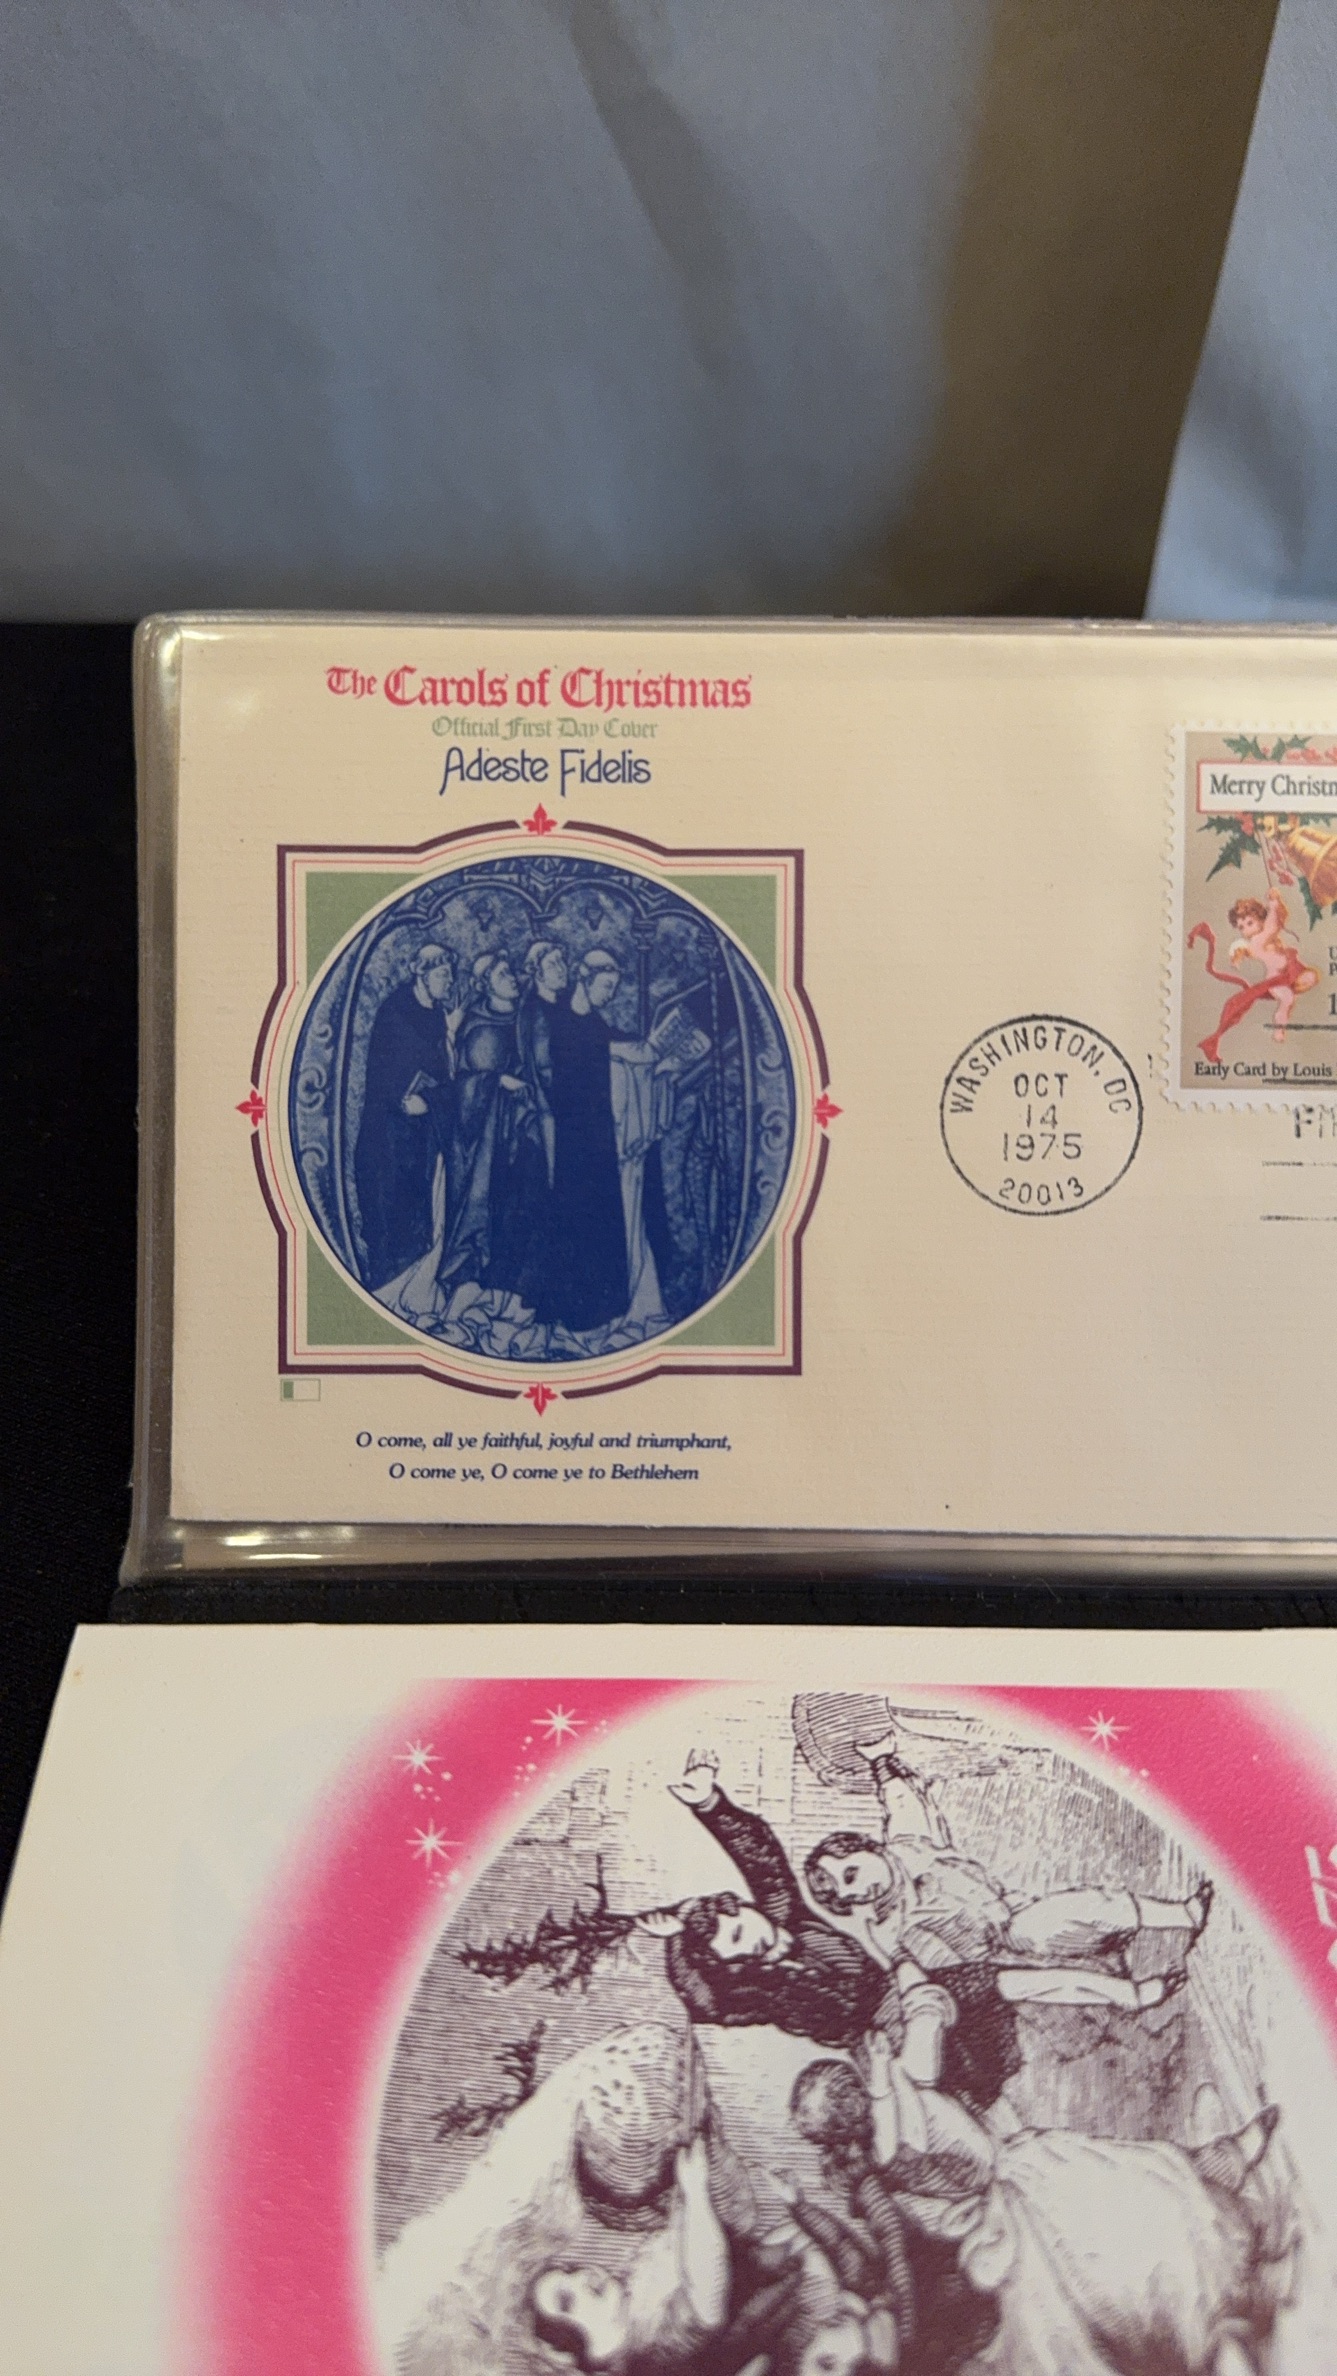 The Carols of Christmas
Official First Day Cover
Adeste Fidelis
Merry
Early Card by Louis
WASHINGTON, DC
OCT
14
1975
20013
O come, all ye faithful, joyful and triumphant,
O come ye, O come ye to Bethlehem